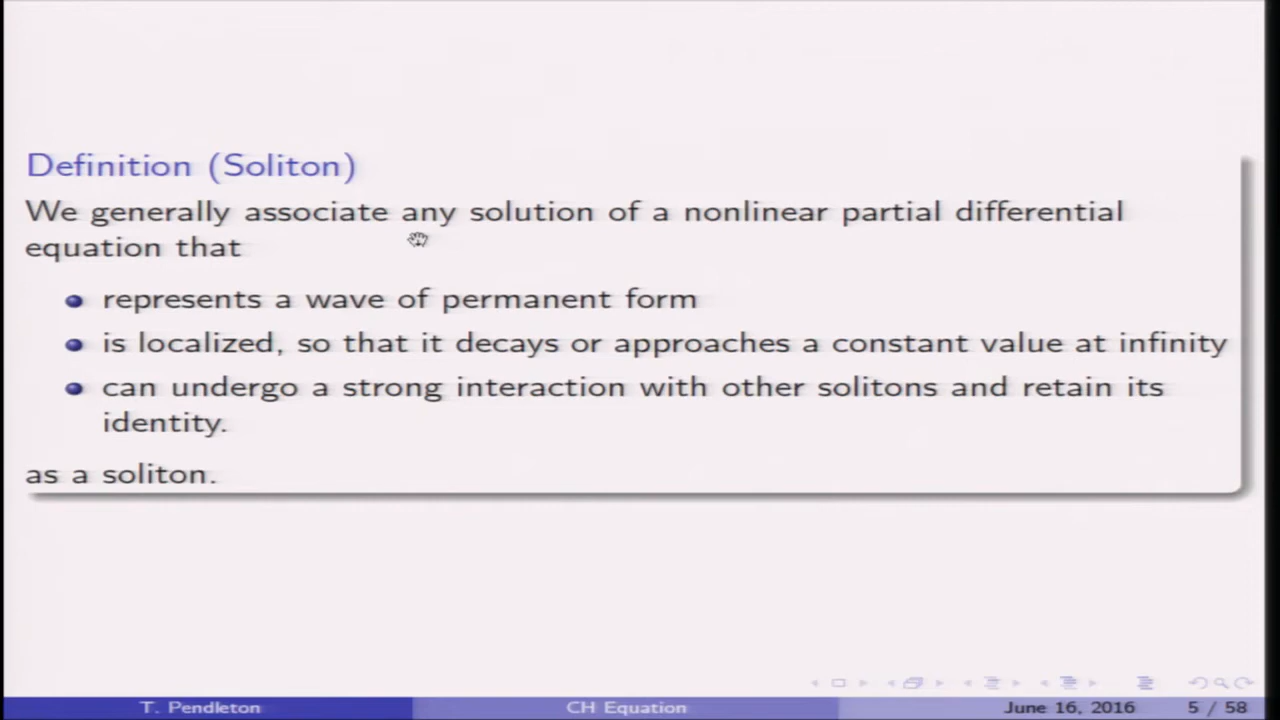 Definition (Soliton)
We generally associate any solution of a nonlinear partial differential
equation that
represents a wave of permanent form
is localized, so that it decays or approaches a constant value at infinity
can undergo a strong interaction with other solitons and retain its
identity.
as a soliton.
T. Pendleton CH Equation June 16, 2016 5 / 58